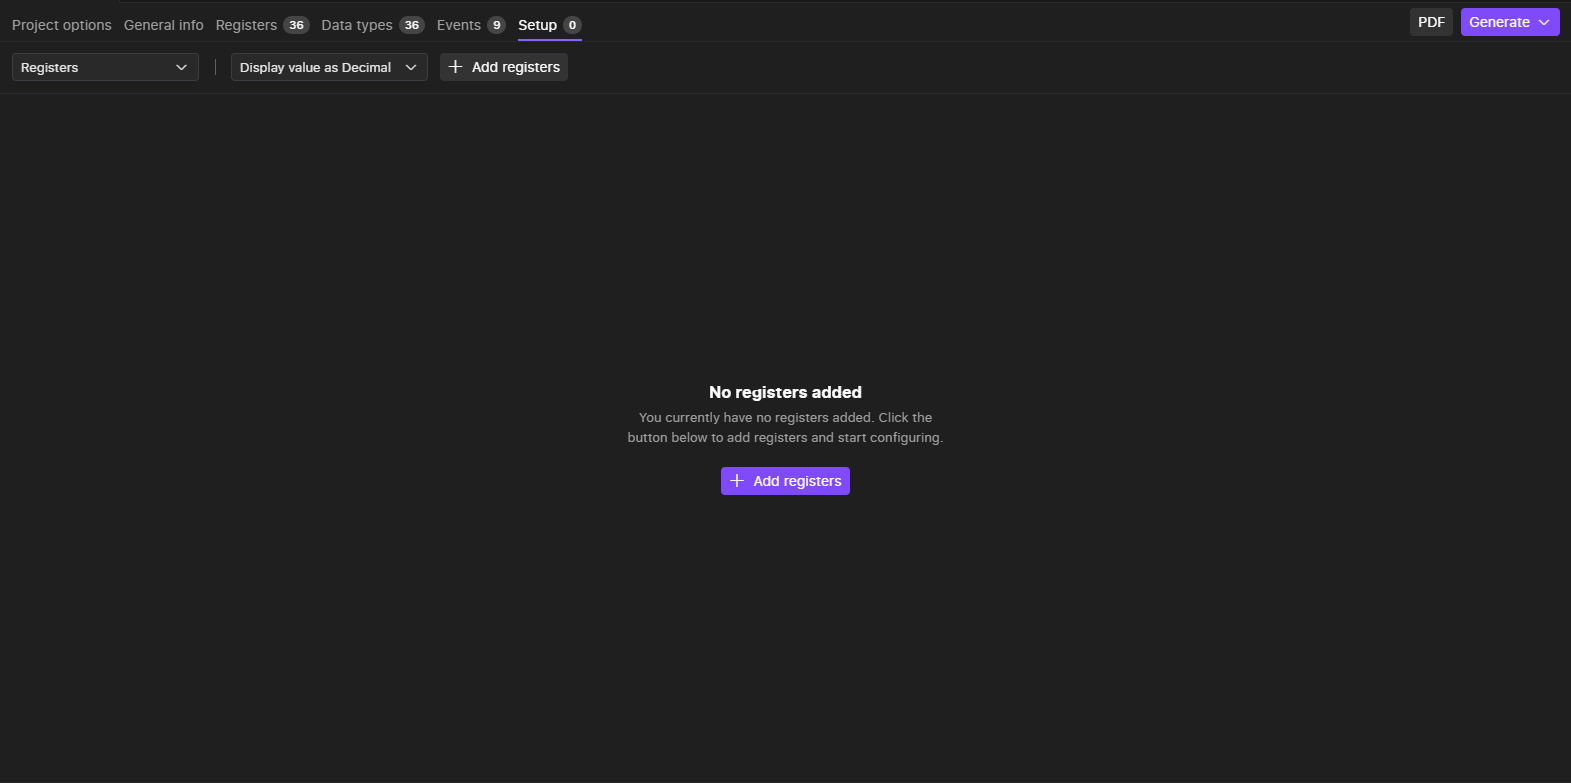 Project options General info Registers 36 Data types 36 Events 9 Setup 0 PDF Generate
Registers Display value as Decimal Add registers
No registers added
You currently have no registers added. Click the
button below to add registers and start configuring.
Add registers